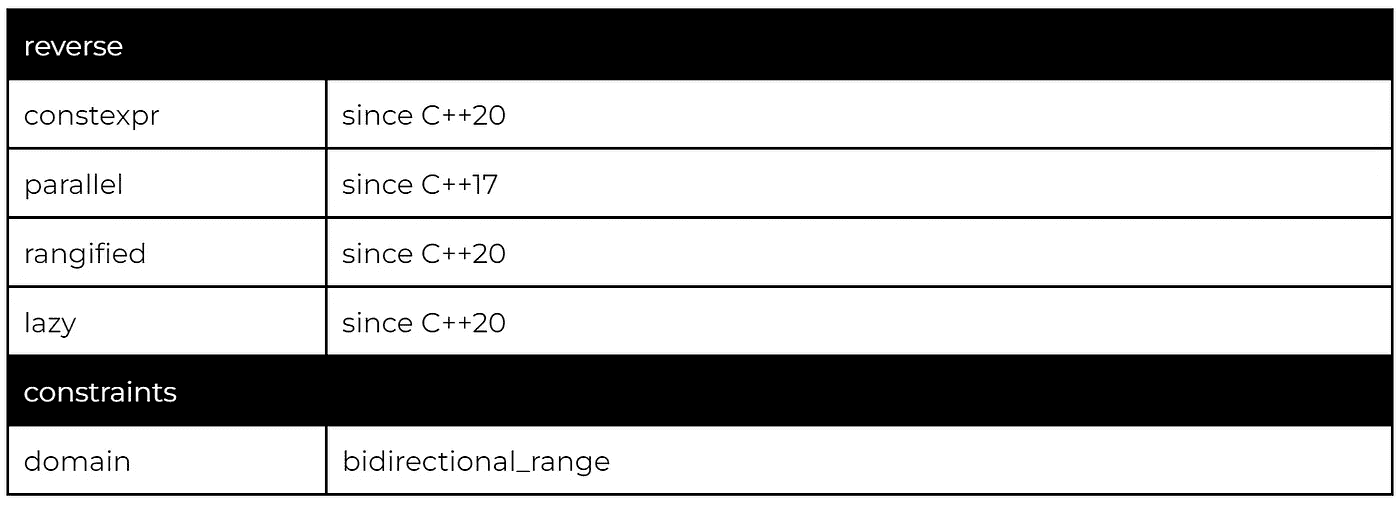 reverse
constexpr since C++20
parallel since C++17
rangified since C++20
lazy since C++20
constraints
domain bidirectional_range